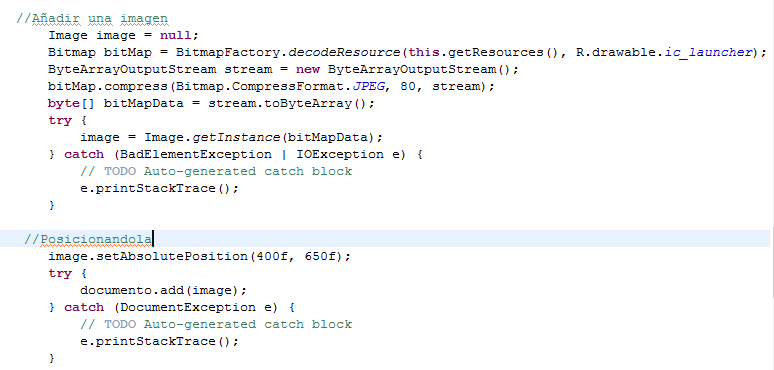 //Añadir una imagen
Image image = null;
Bitmap bitMap = BitmapFactory.decodeResource(this.getResources(), R.drawable.ic_launcher);
ByteArrayOutputStream stream = new ByteArrayOutputStream();
bitMap.compress(Bitmap.CompressFormat.JPEG, 80, stream);
byte[] bitMapData = stream.toByteArray();
try {
image = Image.getInstance(bitMapData);
} catch (BadElementException | IOException e) {
// TODO Auto-generated catch block
e.printStackTrace();
}
//Posicionandola
image.setAbsolutePosition(400f, 650f);
try {
documento.add(image);
} catch (DocumentException e) {
// TODO Auto-generated catch block
e.printStackTrace();
}